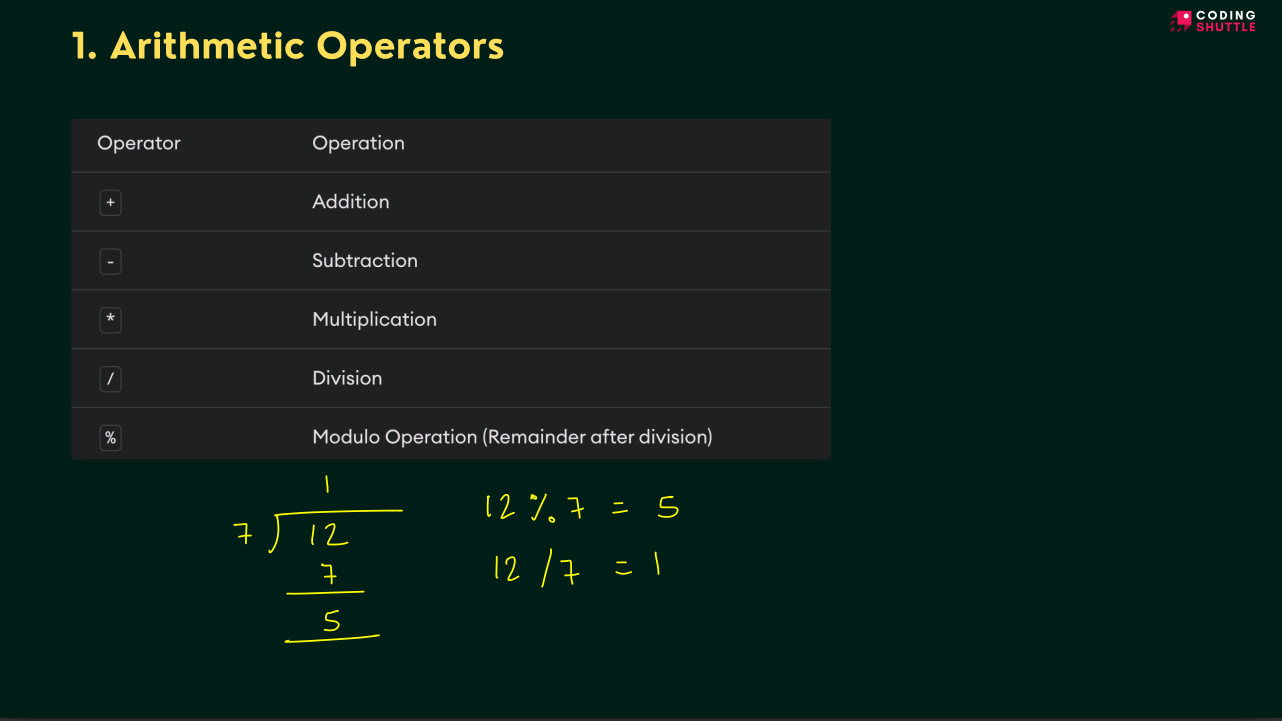 CODING
SHUTTLE
1. Arithmetic Operators
Operator Operation
+ Addition
- Subtraction
* Multiplication
/ Division
% Modulo Operation (Remainder after division)
1
7 ) 12
7
5
12 % 7 = 5
12 / 7 = 1